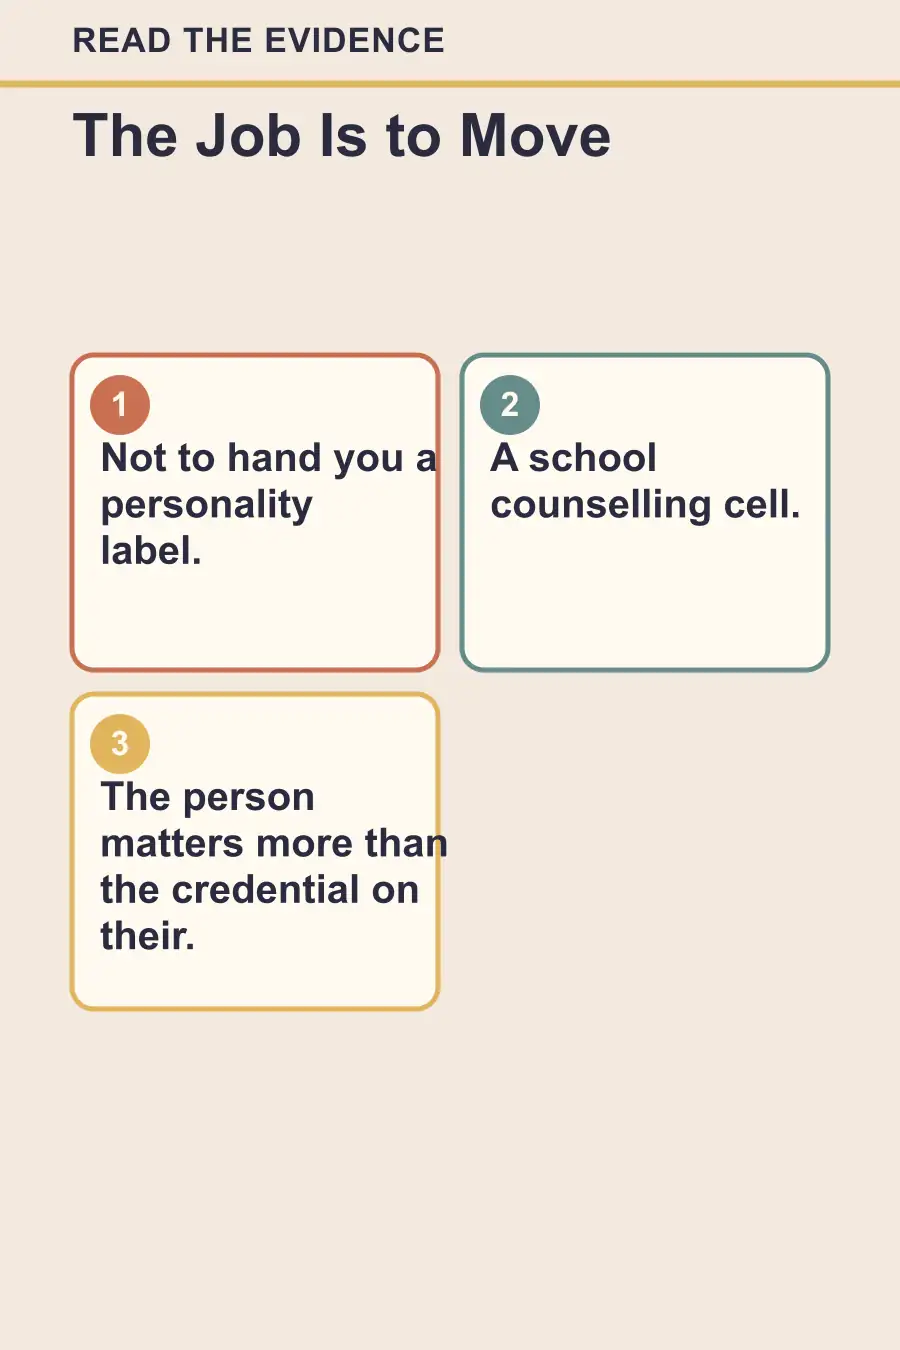 READ THE EVIDENCE
The Job Is to Move
1
Not to hand you a
personality
label.
2
A school
counselling cell.
3
The person
matters more than
the credential on
their.